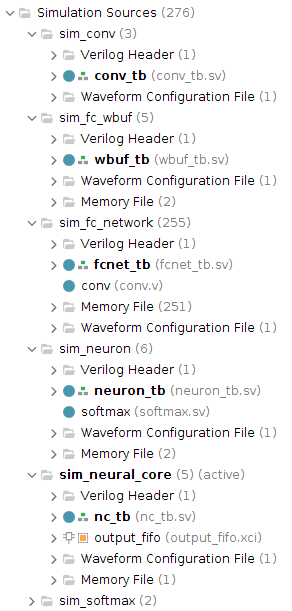 Simulation Sources (276)
sim_conv (3)
Verilog Header (1)
conv_tb (conv_tb.sv)
Waveform Configuration File (1)
sim_fc_wbuf (5)
Verilog Header (1)
wbuf_tb (wbuf_tb.sv)
Waveform Configuration File (1)
Memory File (2)
sim_fc_network (255)
Verilog Header (1)
fcnet_tb (fcnet_tb.sv)
conv (conv.v)
Memory File (251)
Waveform Configuration File (1)
sim_neuron (6)
Verilog Header (1)
neuron_tb (neuron_tb.sv)
softmax (softmax.sv)
Waveform Configuration File (1)
Memory File (2)
sim_neural_core (5) (active)
Verilog Header (1)
nc_tb (nc_tb.sv)
output_fifo (output_fifo.xci)
Waveform Configuration File (1)
Memory File (1)
sim_softmax (2)